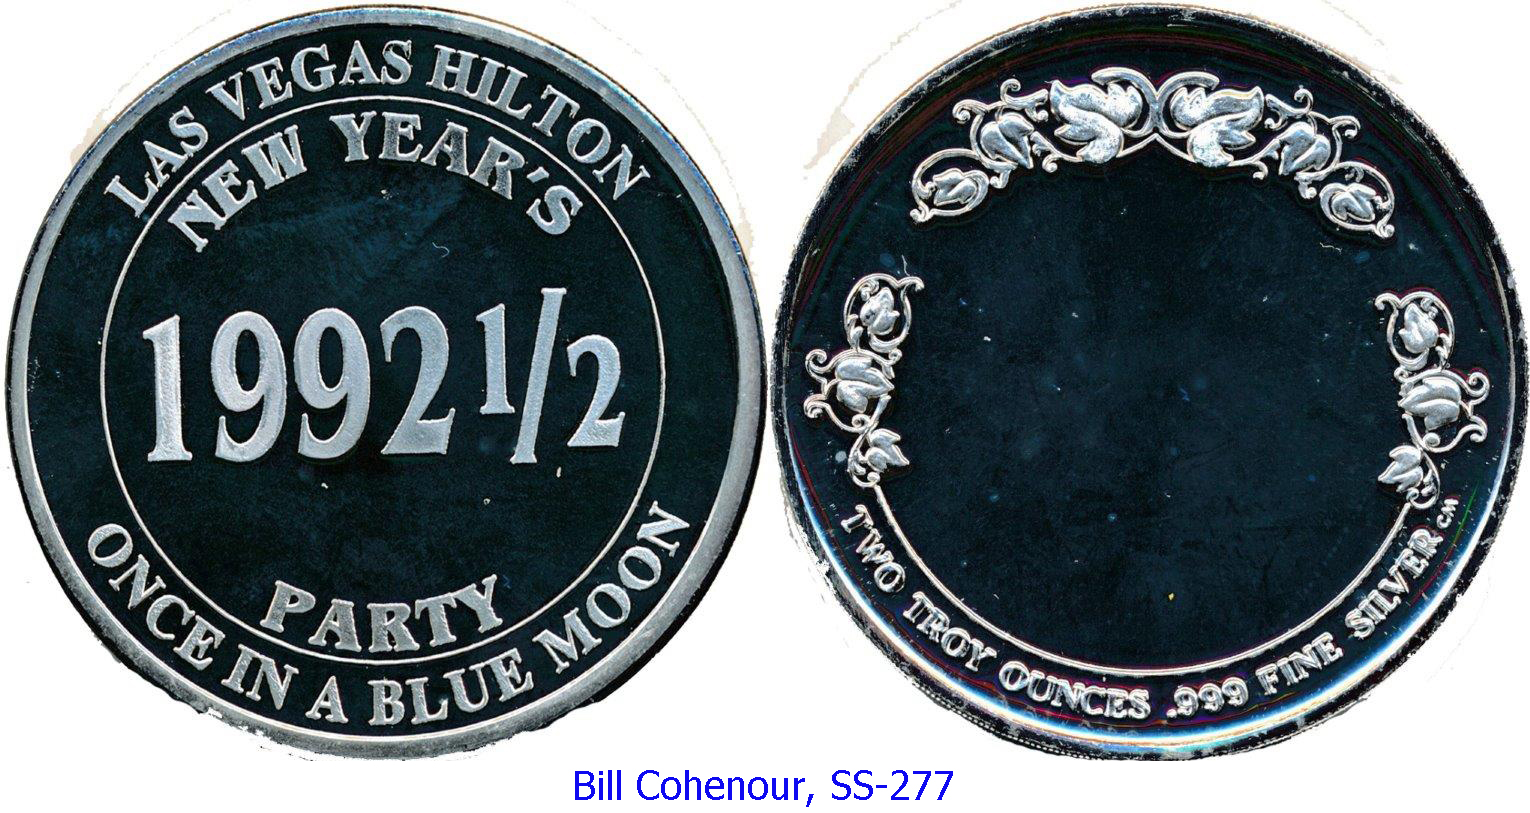 LAS VEGAS HILTON
NEW YEAR'S
1992 1/2
PARTY
ONCE IN A BLUE MOON
TWO TROY OUNCES .999 FINE SILVER CM
Bill Cohenour, SS-277